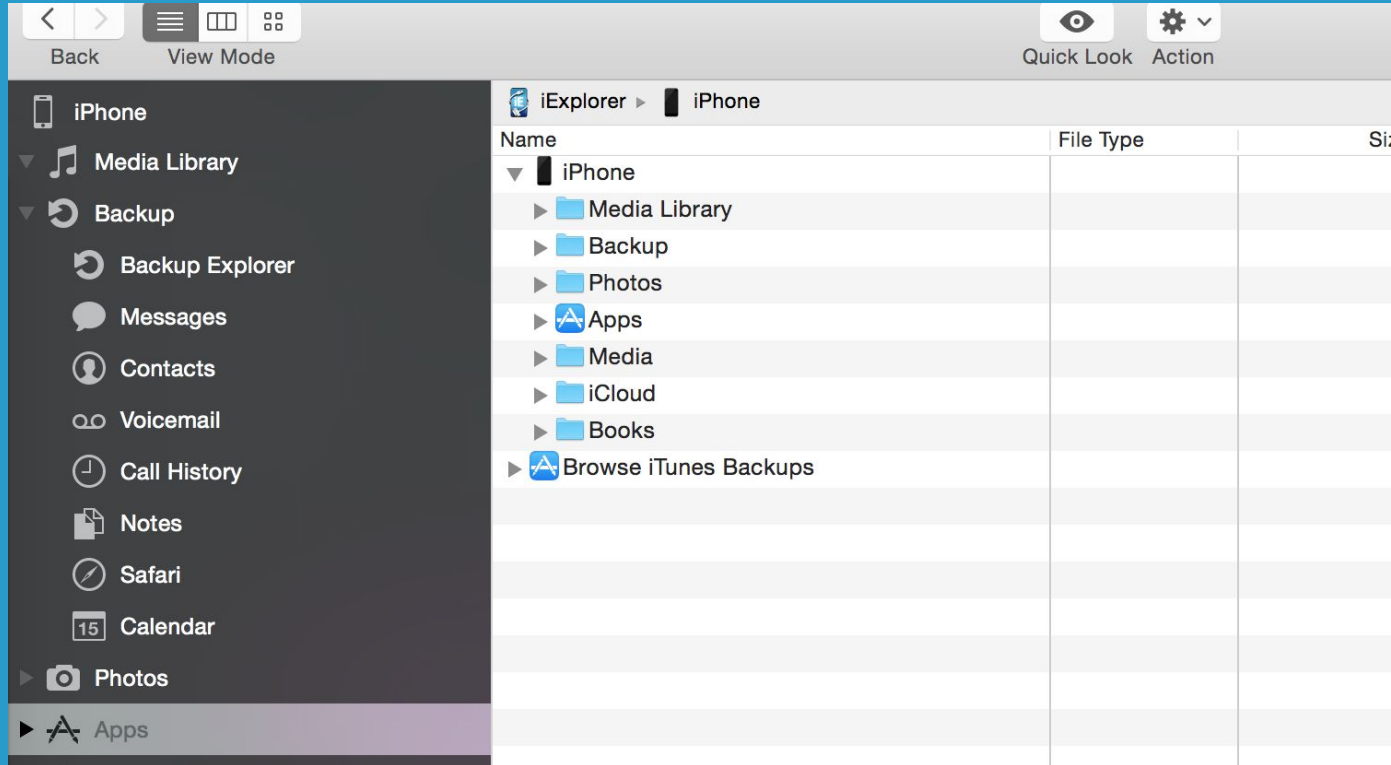 Back
View Mode
Quick Look
Action
iPhone
Media Library
Backup
Backup Explorer
Messages
Contacts
Voicemail
Call History
Notes
Safari
15
Calendar
Photos
Apps
iExplorer
iPhone
Name
File Type
iPhone
Media Library
Backup
Photos
Apps
Media
iCloud
Books
Browse iTunes Backups